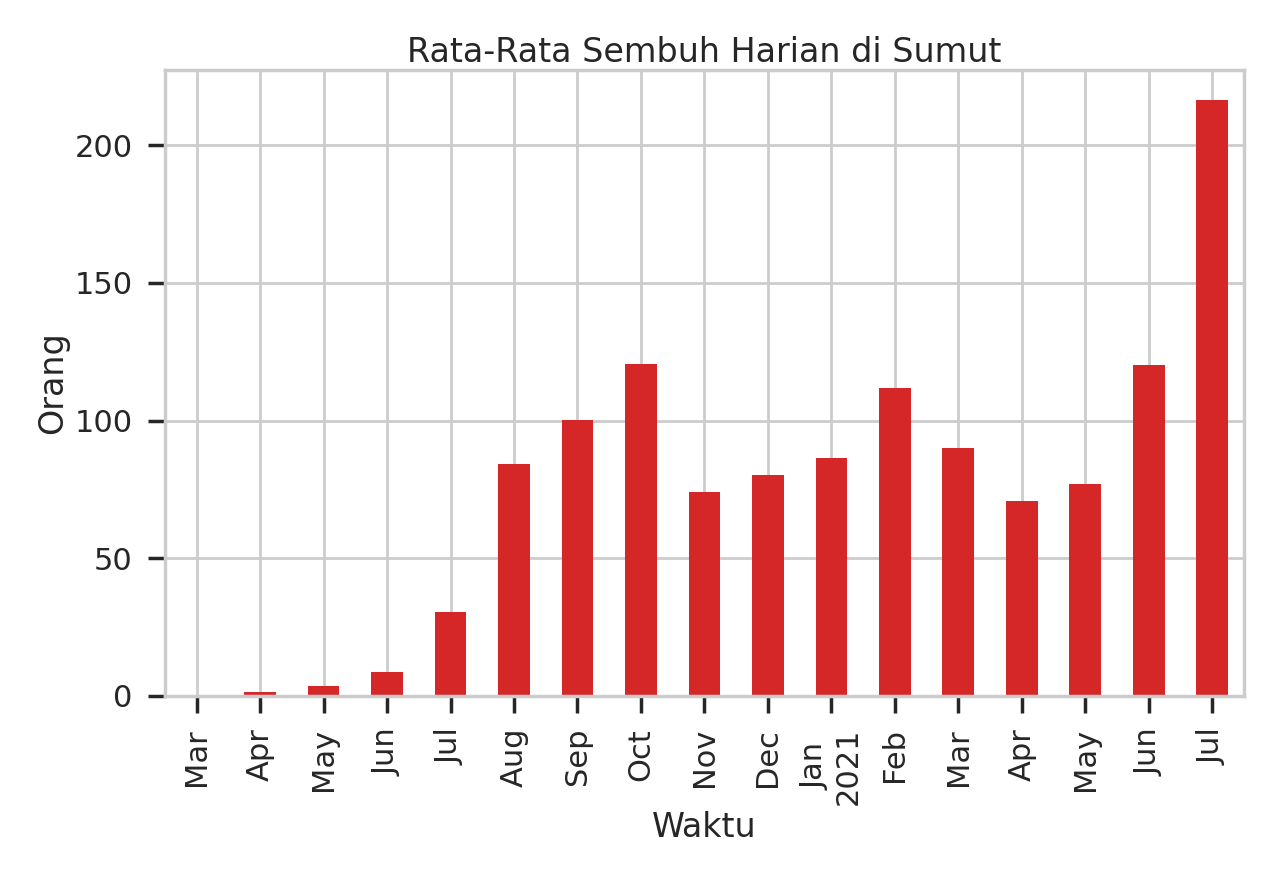 Rata-Rata Sembuh Harian di Sumut
Orang
200
150
100
50
0
Mar
Apr
May
Jun
Jul
Aug
Sep
Oct
Nov
Dec
Jan
2021
Feb
Mar
Apr
May
Jun
Jul
Waktu